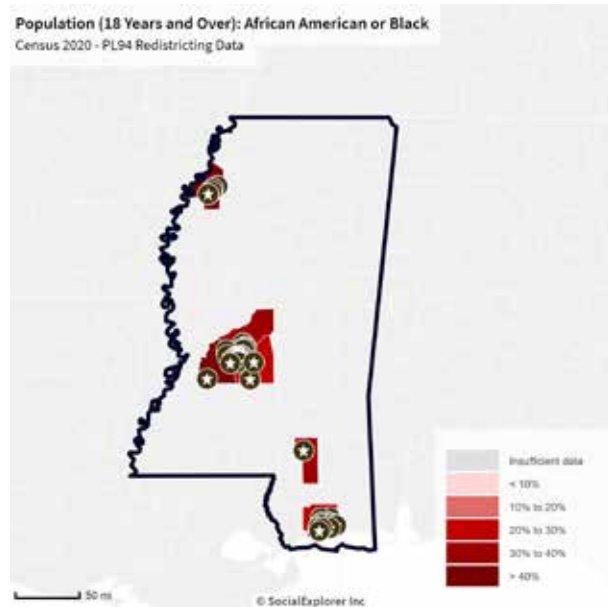 Population (18 Years and Over): African American or Black
Census 2020 - PL94 Redistricting Data
Insufficient data
< 10%
10% to 20%
20% to 30%
30% to 40%
> 40%
50 mi
© SocialExplorer Inc